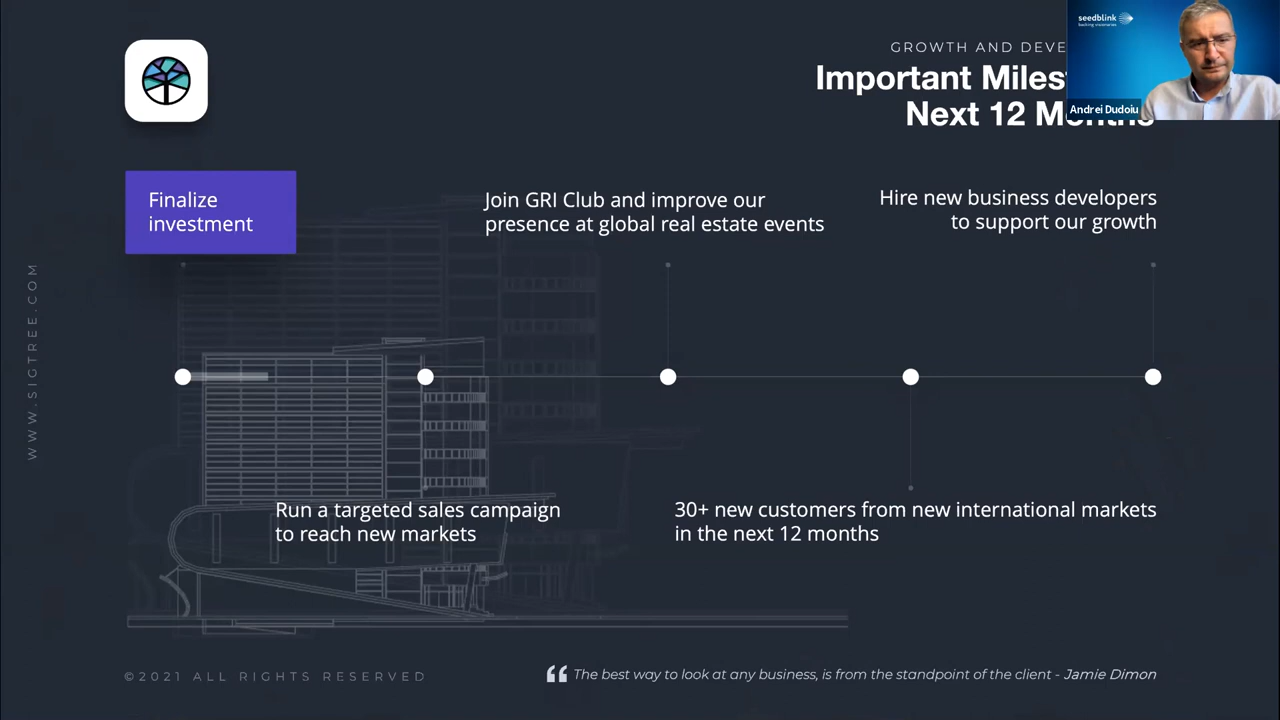 seedblink
backing visionaries
Andrei Dudoiu
GROWTH AND
Important
Next 12
Finalize
investment
Join GRI Club and improve our
presence at global real estate events
Hire new business developers
to support our growth
WWW.SIGTREE.COM
Run a targeted sales campaign
to reach new markets
30+ new customers from new international markets
in the next 12 months
©2021 ALL RIGHTS RESERVED
“ The best way to look at any business, is from the standpoint of the client - Jamie Dimon